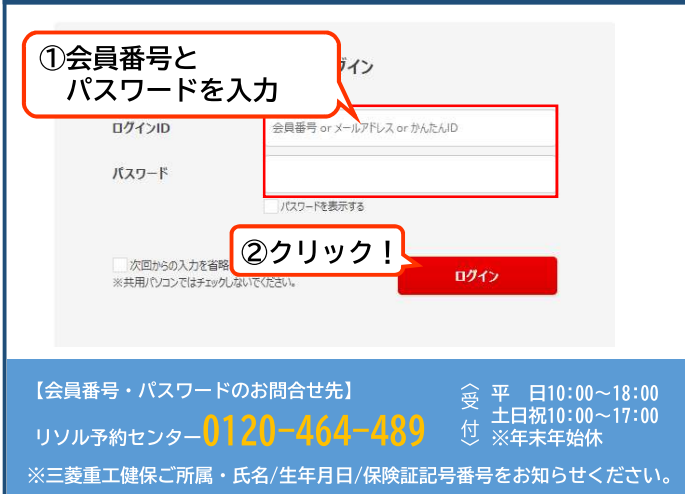 ①会員番号と
パスワードを入力
グイン
ログインID
会員番号 or メールアドレス or かんたんID
パスワード
パスワードを表示する
②クリック！
次回からの入力を省略
※共用パソコンではチェックしないでください。
ログイン
【会員番号・パスワードのお問合せ先】
リソル予約センター0120-464-489
〈受付〉
平　日10:00～18:00
土日祝10:00～17:00
※年末年始休
※三菱重工健保ご所属・氏名/生年月日/保険証記号番号をお知らせください。